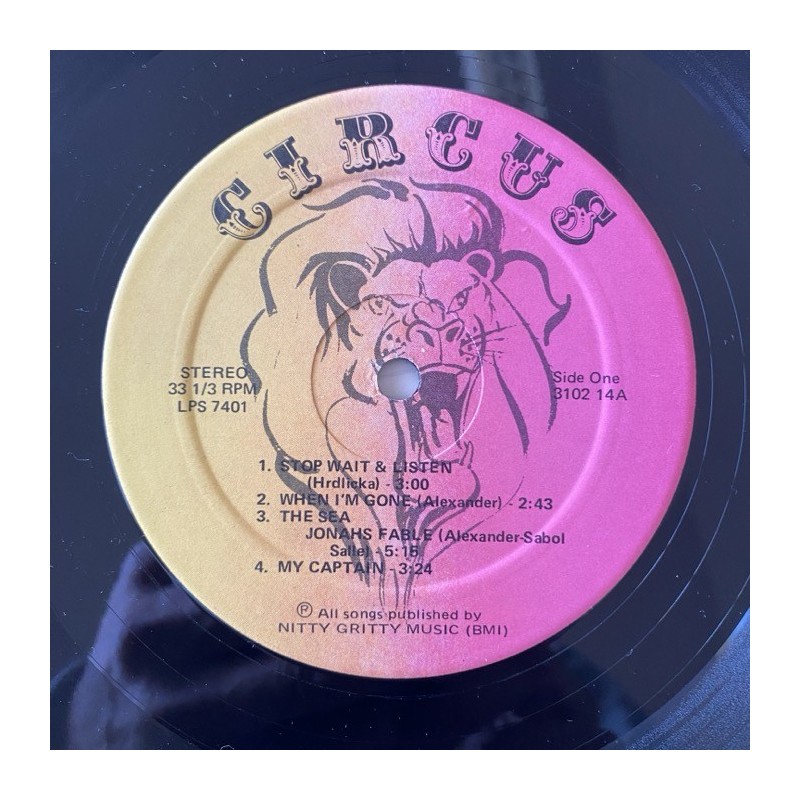 CIRCUS
STEREO
33 1/3 RPM
LPS 7401
Side One
3102 14A
1. STOP WAIT & LISTEN
(Hrdlicka) - 3:00
2. WHEN I'M GONE (Alexander) - 2:43
3. THE SEA
JONAHS FABLE (Alexander-Sabol
Salle) - 5:15
4. MY CAPTAIN - 3:24
Ⓟ All songs published by
NITTY GRITTY MUSIC (BMI)